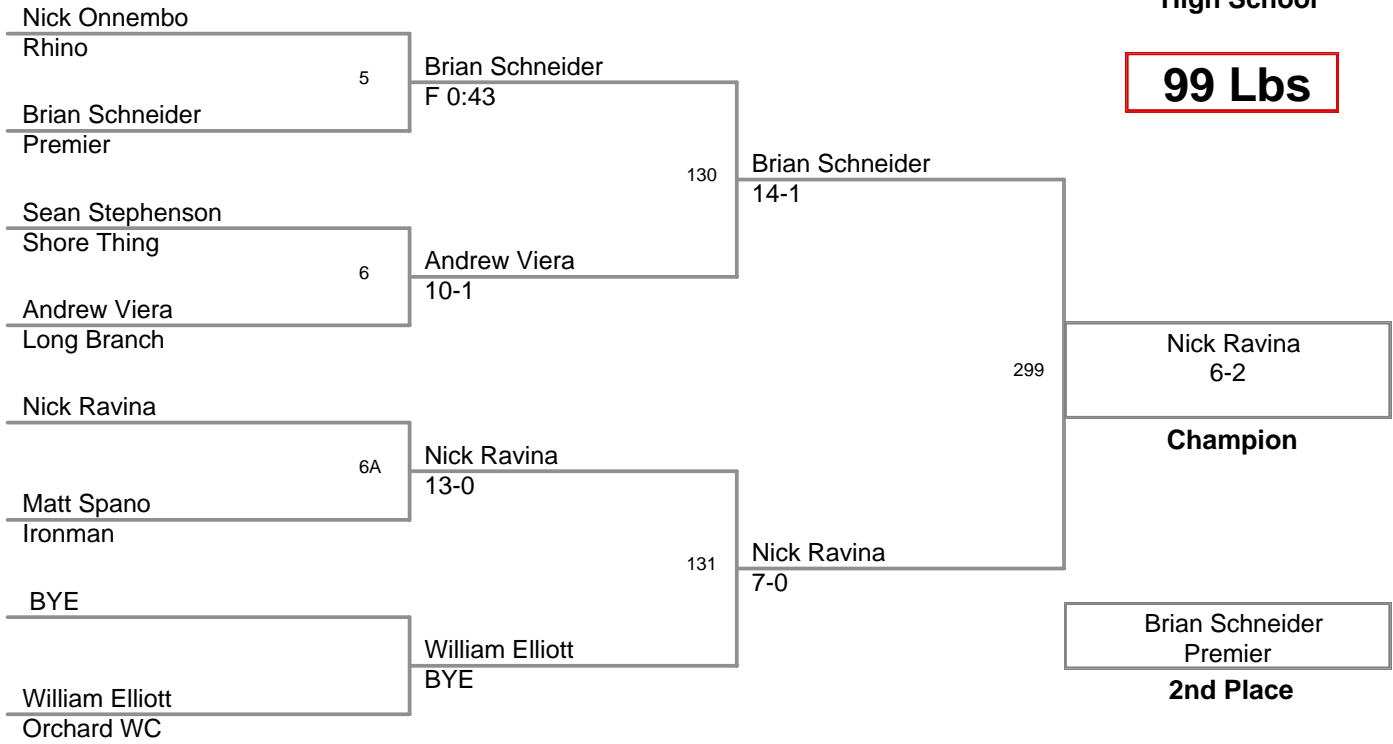 High School
99 Lbs
Nick Onnembo
Rhino
5
Brian Schneider
F 0:43
Brian Schneider
Premier
130
Brian Schneider
14-1
Sean Stephenson
Shore Thing
6
Andrew Viera
10-1
Andrew Viera
Long Branch
299
Nick Ravina
6-2
Champion
Nick Ravina
6A
Nick Ravina
13-0
Matt Spano
Ironman
131
Nick Ravina
7-0
BYE
William Elliott
BYE
William Elliott
Orchard WC
Brian Schneider
Premier
2nd Place